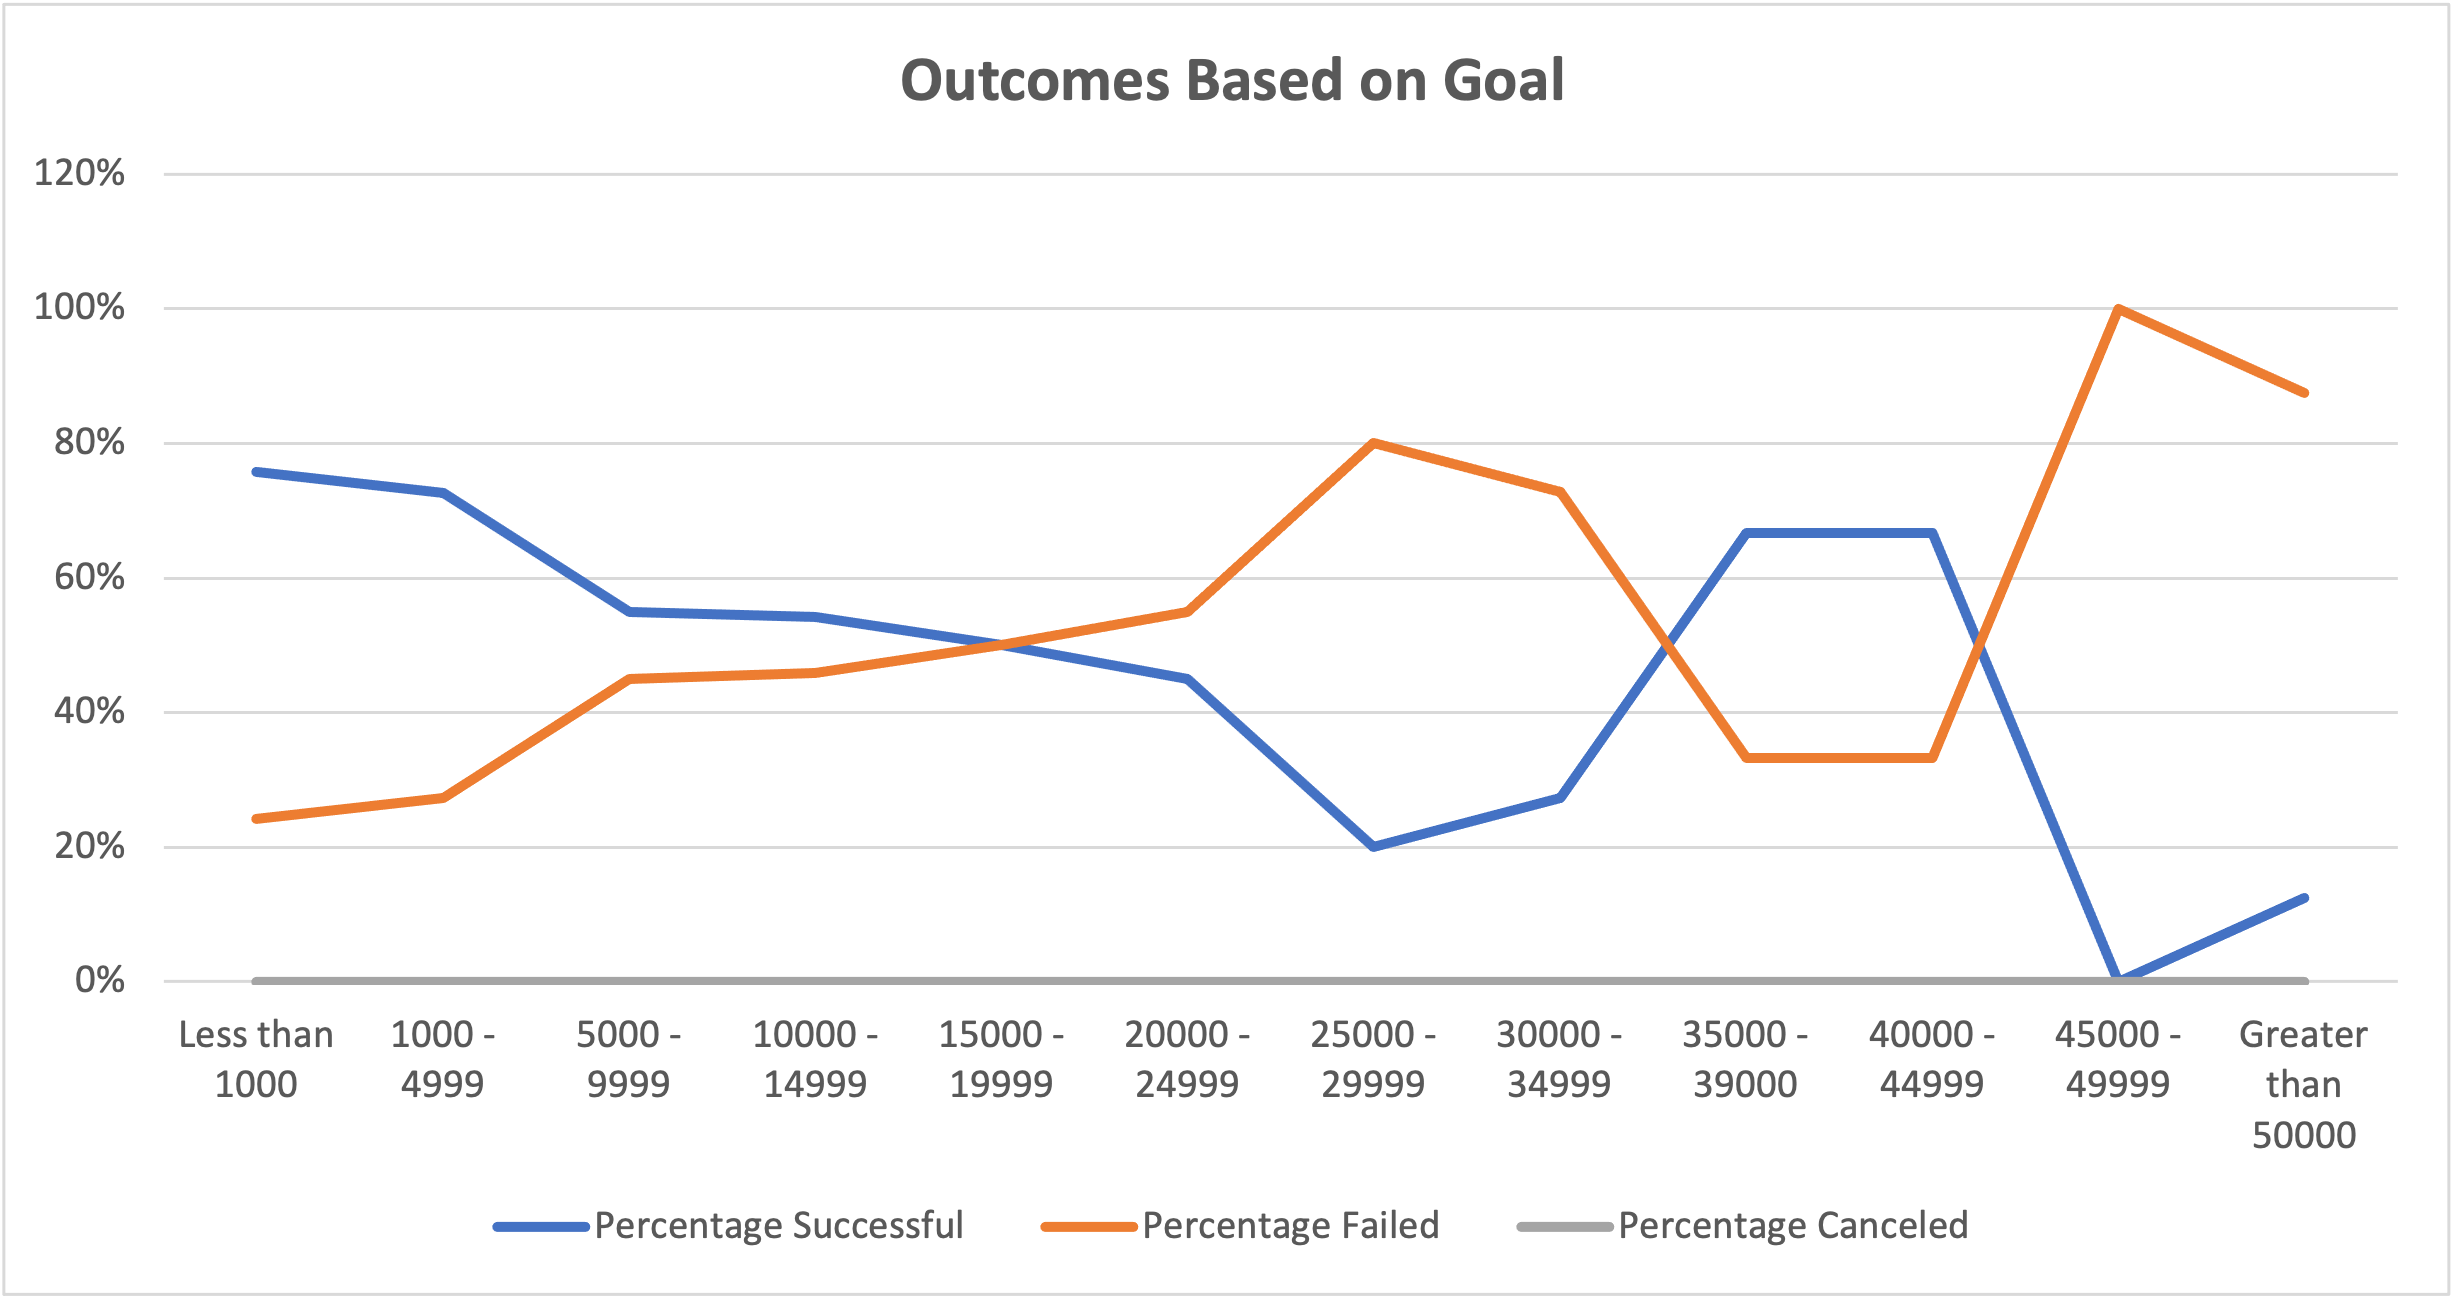 Outcomes Based on Goal
120%
100%
80%
60%
40%
20%
0%
Less than 1000
1000 - 4999
5000 - 9999
10000 - 14999
15000 - 19999
20000 - 24999
25000 - 29999
30000 - 34999
35000 - 39000
40000 - 44999
45000 - 49999
Greater than 50000
Percentage Successful
Percentage Failed
Percentage Canceled